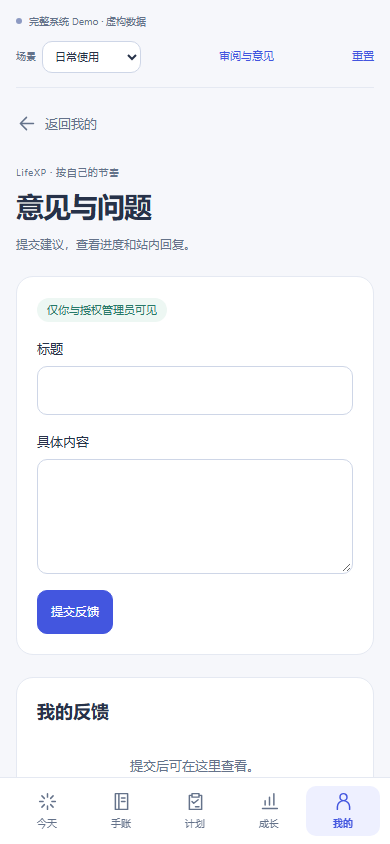 完整系统 Demo · 虚构数据
场景 日常使用 审阅与意见 重置
返回我的
LifeXP · 按自己的节奏
意见与问题
提交建议，查看进度和站内回复。
仅你与授权管理员可见
标题
具体内容
提交反馈
我的反馈
提交后可在这里查看。
今天 手账 计划 成长 我的